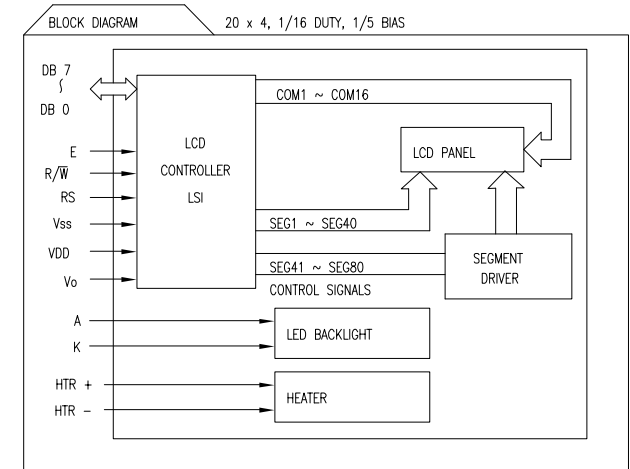 BLOCK DIAGRAM
20 x 4, 1/16 DUTY, 1/5 BIAS
DB 7
DB 0
E
R/W̅
RS
Vss
VDD
Vo
LCD
CONTROLLER
LSI
COM1 ~ COM16
LCD PANEL
SEG1 ~ SEG40
SEG41 ~ SEG80
CONTROL SIGNALS
SEGMENT
DRIVER
A
K
LED BACKLIGHT
HTR +
HTR -
HEATER